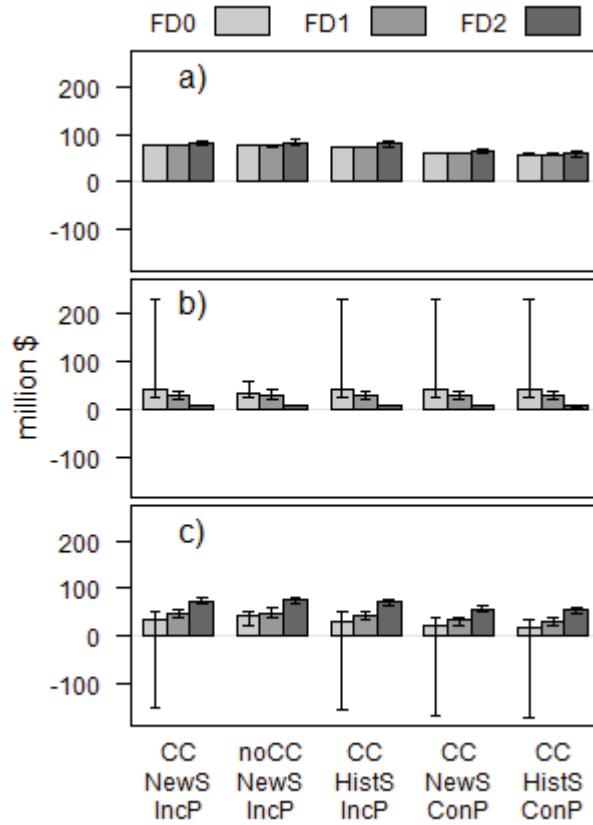 FD0 FD1 FD2
a)
200
100
0
-100
b)
200
100
0
-100
c)
200
100
0
-100
million $
CC noCC CC CC CC
NewS NewS HistS NewS HistS
IncP IncP IncP ConP ConP